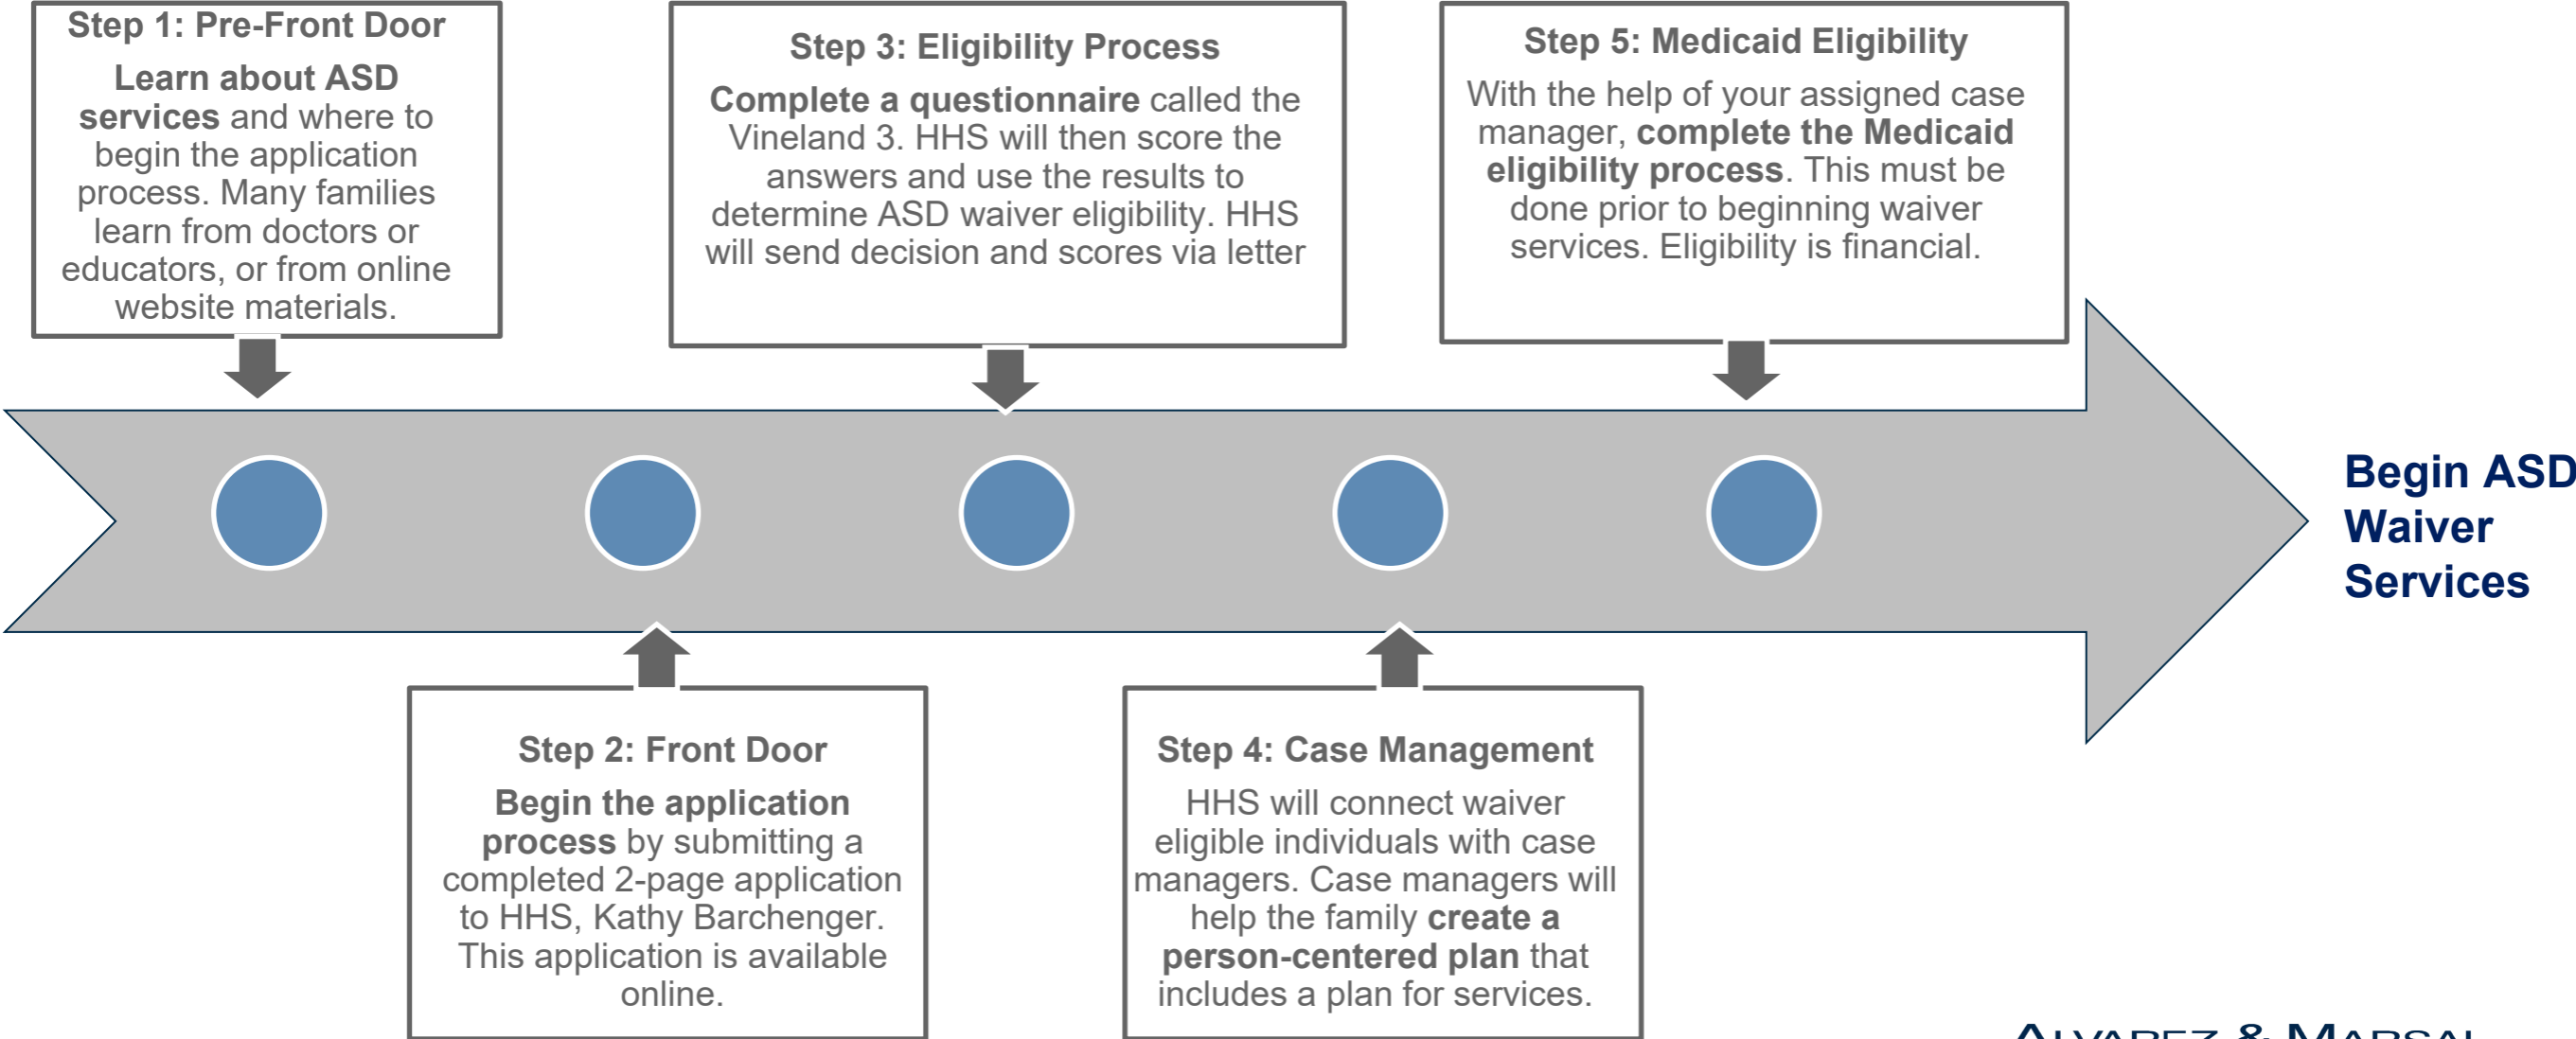 Step 1: Pre-Front Door
Learn about ASD
services and where to
begin the application
process. Many families
learn from doctors or
educators, or from online
website materials.
Step 2: Front Door
Begin the application
process by submitting a
completed 2-page application
to HHS, Kathy Barchenger.
This application is available
online.
Step 3: Eligibility Process
Complete a questionnaire called the
Vineland 3. HHS will then score the
answers and use the results to
determine ASD waiver eligibility. HHS
will send decision and scores via letter
Step 4: Case Management
HHS will connect waiver
eligible individuals with case
managers. Case managers will
help the family create a
person-centered plan that
includes a plan for services.
Step 5: Medicaid Eligibility
With the help of your assigned case
manager, complete the Medicaid
eligibility process. This must be
done prior to beginning waiver
services. Eligibility is financial.
Begin ASD
Waiver
Services
ALVAREZ & MARSAL